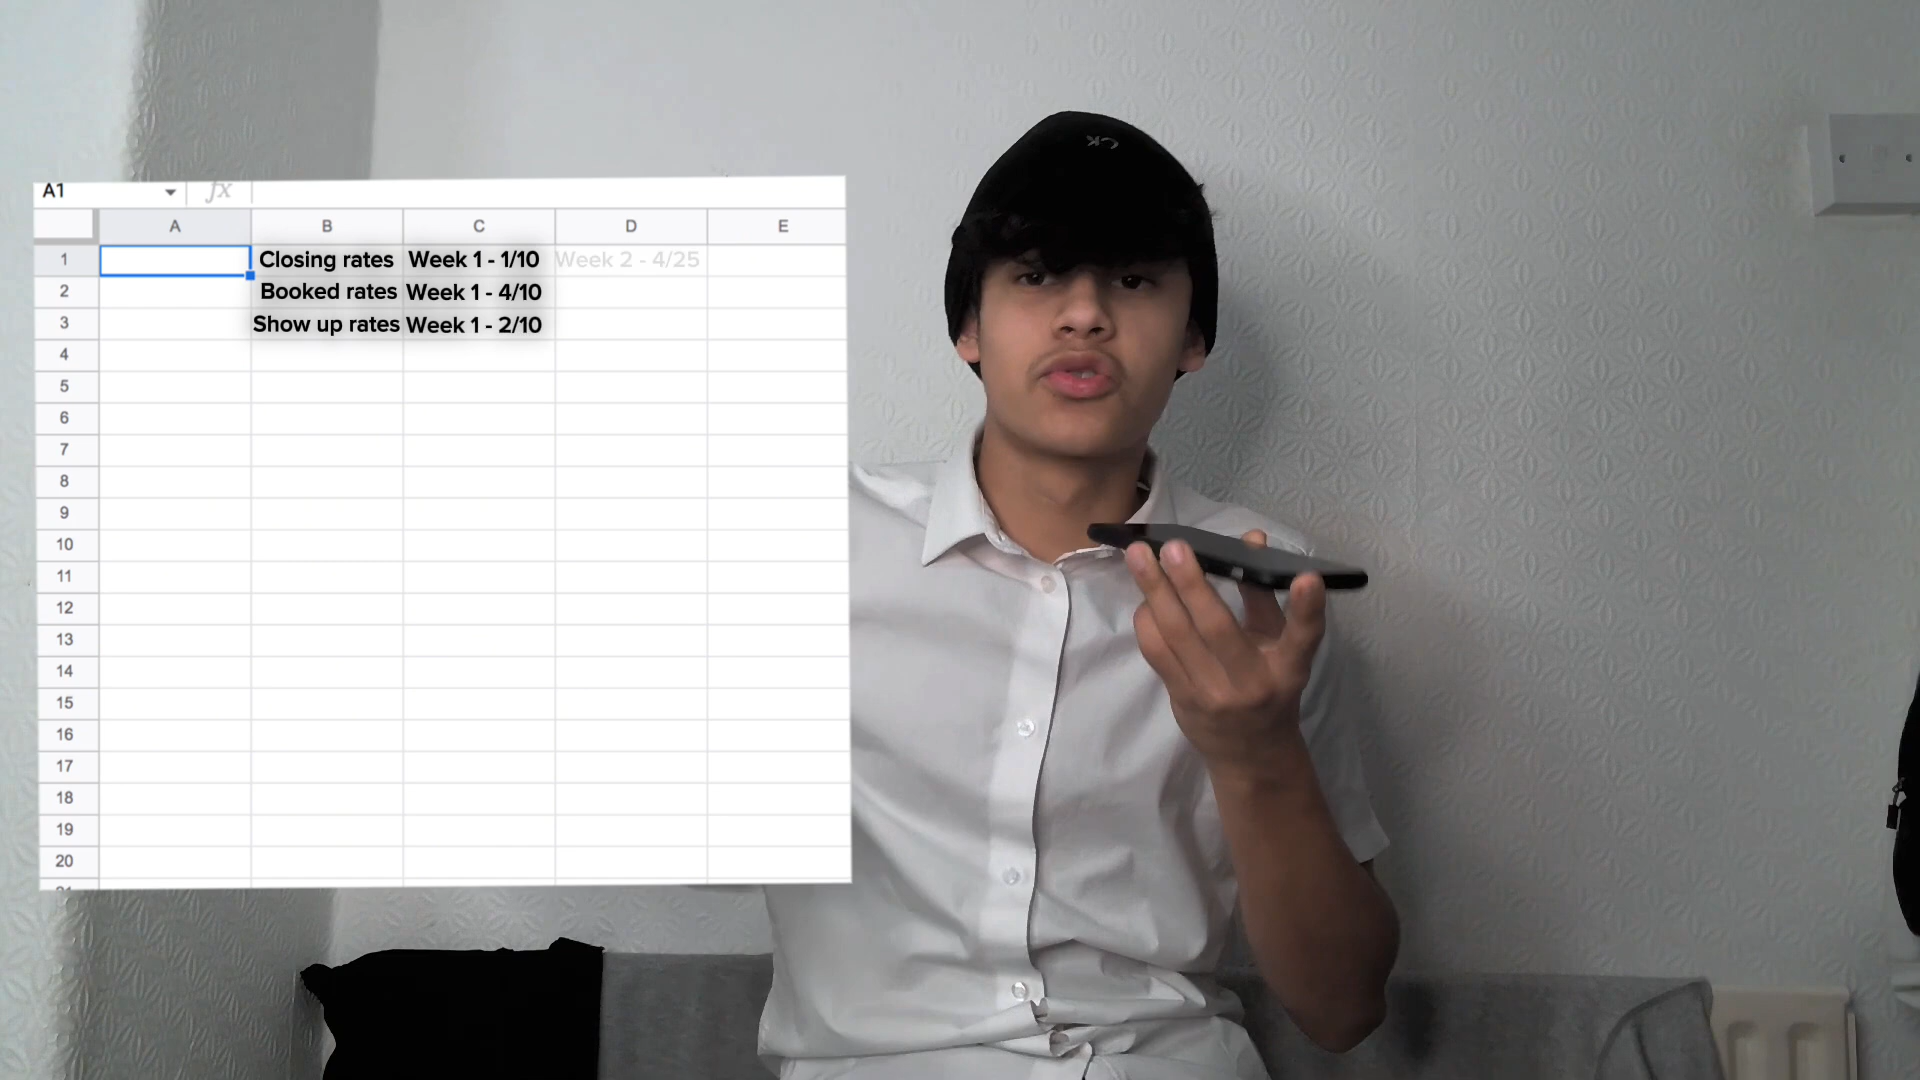 A1 fx
A B C D E
1 Closing rates Week 1 - 1/10 Week 2 - 4/25
2 Booked rates Week 1 - 4/10
3 Show up rates Week 1 - 2/10
4
5
6
7
8
9
10
11
12
13
14
15
16
17
18
19
20
CK